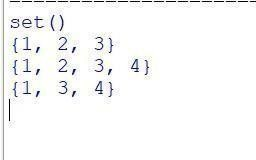 set()
{1, 2, 3}
{1, 2, 3, 4}
{1, 3, 4}